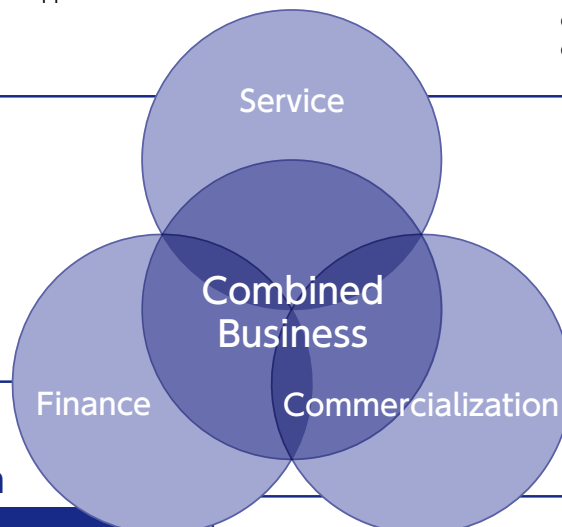 Service
Combined
Business
Finance
Commercialization